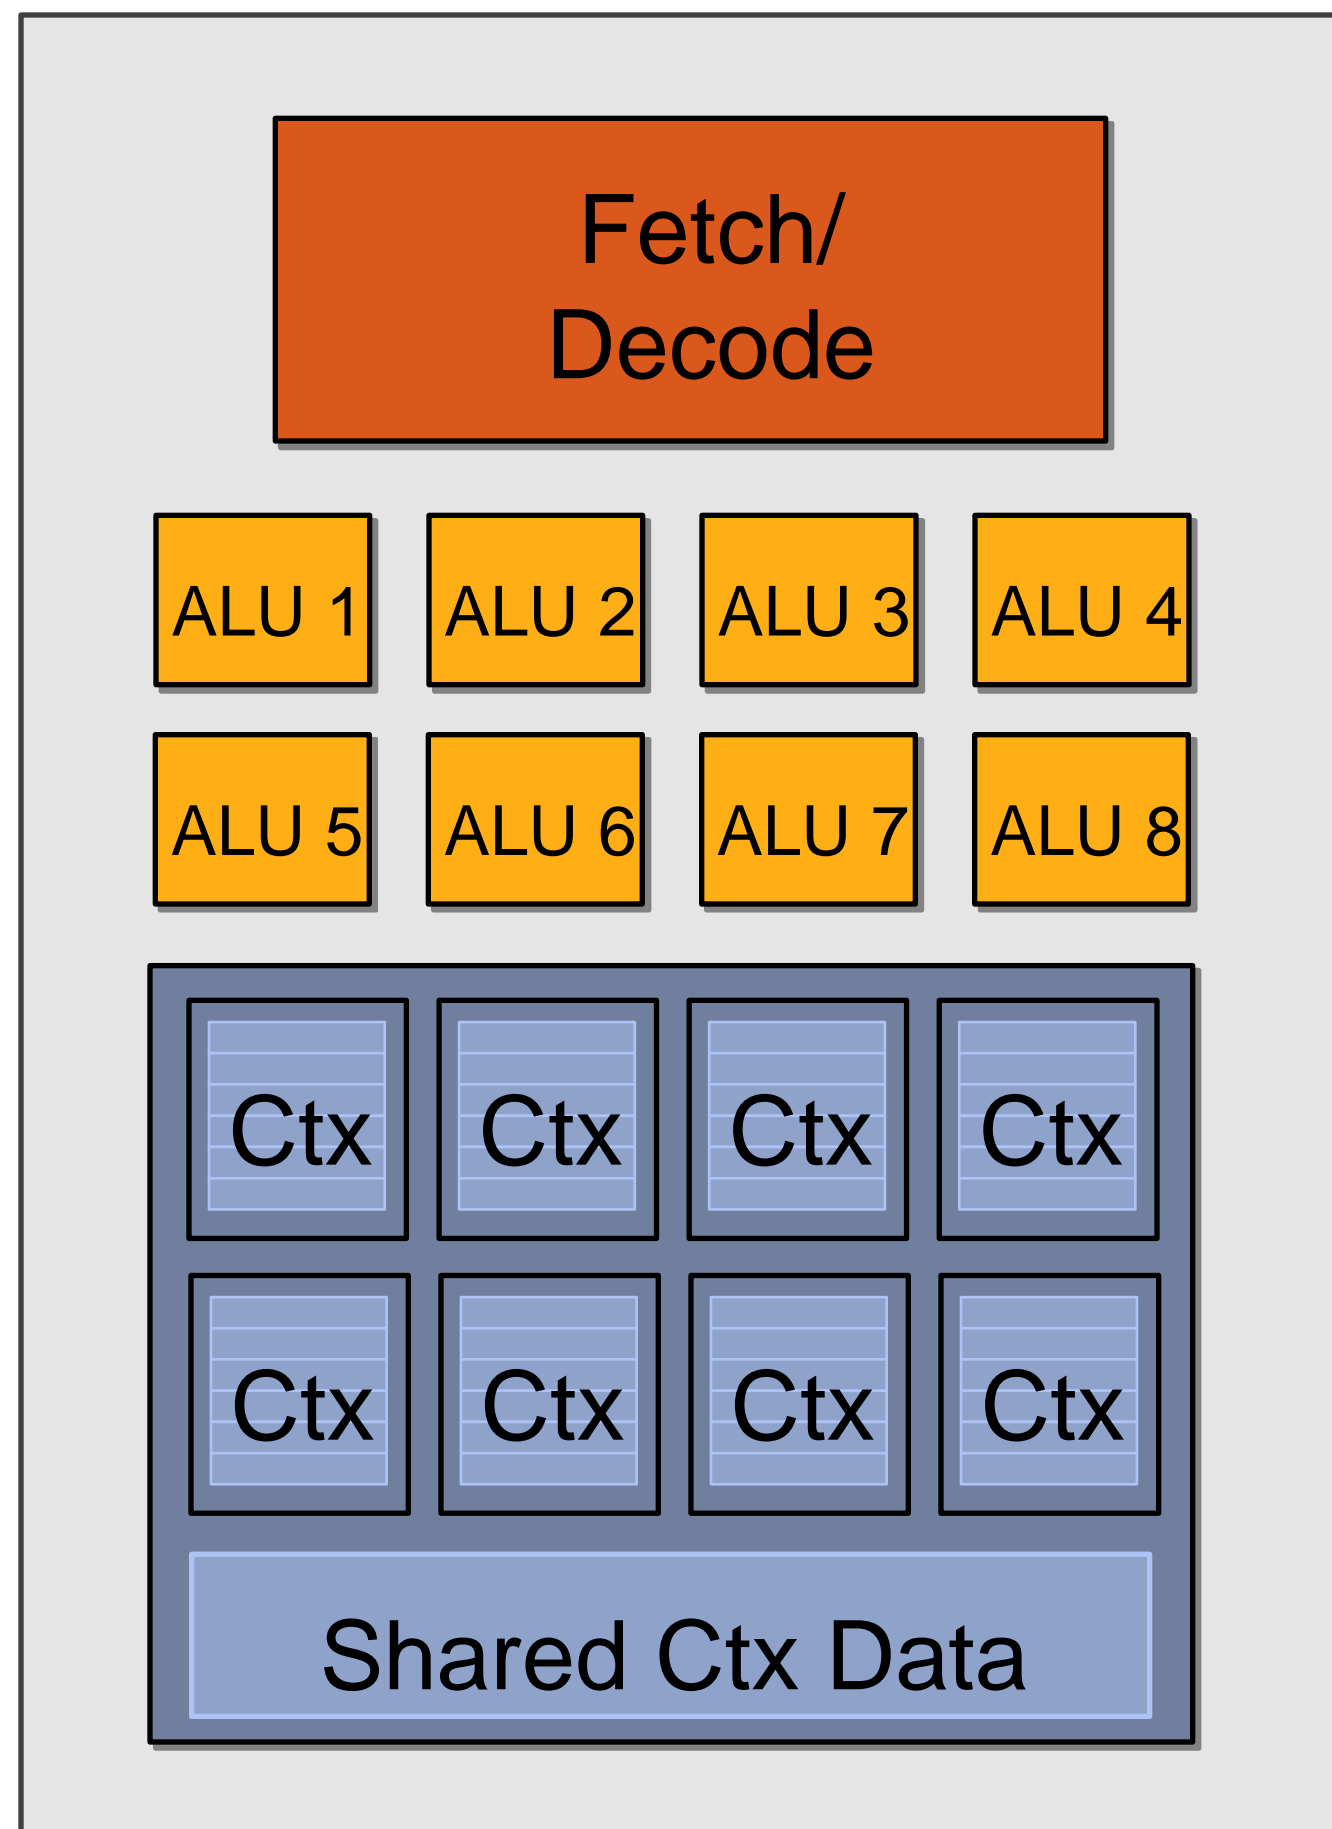 Fetch/
Decode
ALU 1 ALU 2 ALU 3 ALU 4
ALU 5 ALU 6 ALU 7 ALU 8
Ctx Ctx Ctx Ctx
Ctx Ctx Ctx Ctx
Shared Ctx Data